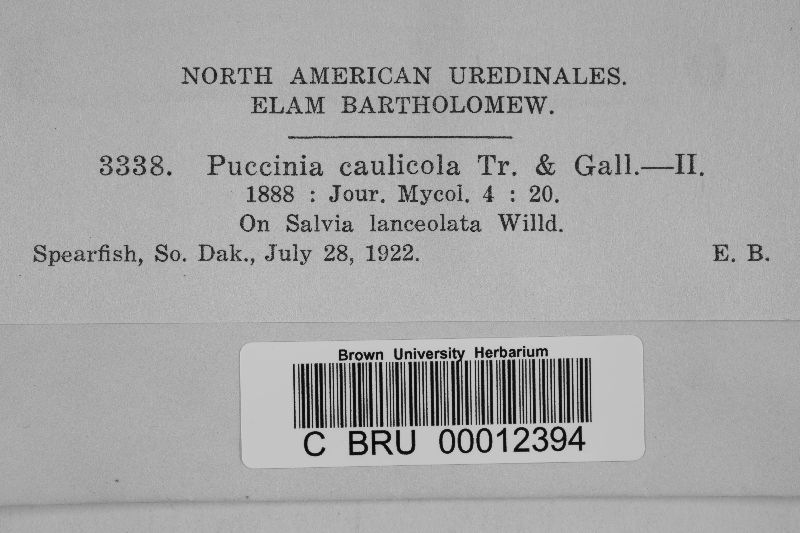 NORTH AMERICAN UREDINALES.
ELAM BARTHOLOMEW.
3338. Puccinia caulicola Tr. & Gall.—II.
1888 : Jour. Mycol. 4 : 20.
On Salvia lanceolata Willd.
Spearfish, So. Dak., July 28, 1922. E. B.
Brown University Herbarium
C BRU 00012394